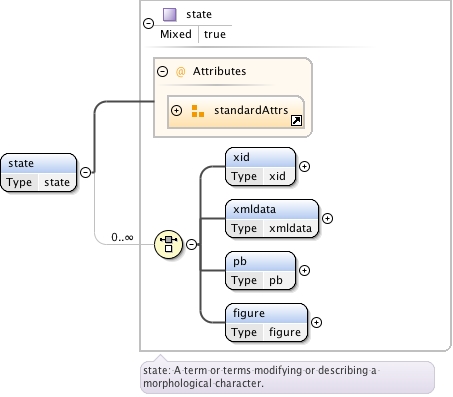 state
Mixed true
@ Attributes
standardAttrs
state
Type state
0..∞
xid
Type xid
xmldata
Type xmldata
pb
Type pb
figure
Type figure
state: A term or terms modifying or describing a
morphological character.